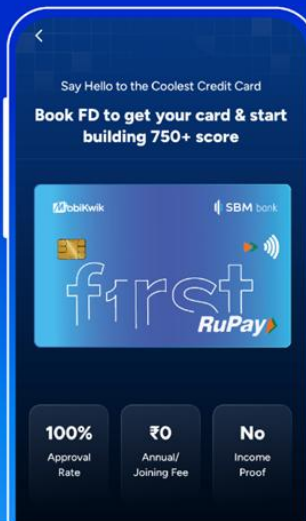 Say Hello to the Coolest Credit Card
Book FD to get your card & start
building 750+ score
MobiKwik
SBM bank
first
RuPay
100%
Approval
Rate
₹0
Annual/
Joining Fee
No
Income
Proof